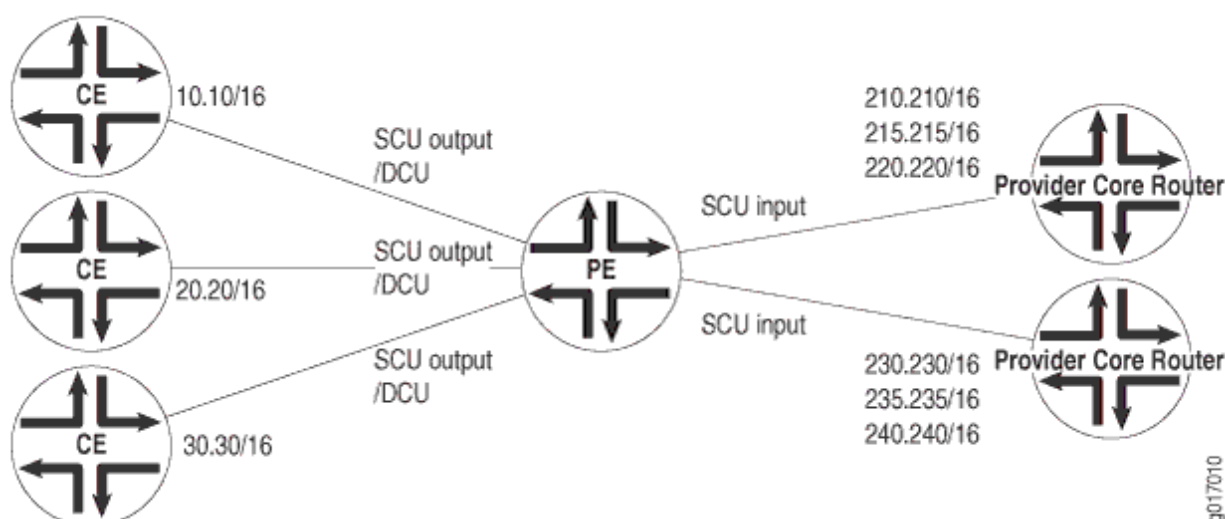 CE
10.10/16
SCU output
/DCU
CE
20.20/16
SCU output
/DCU
CE
30.30/16
SCU output
/DCU
PE
SCU input
SCU input
210.210/16
215.215/16
220.220/16
Provider Core Router
Provider Core Router
230.230/16
235.235/16
240.240/16
g017010